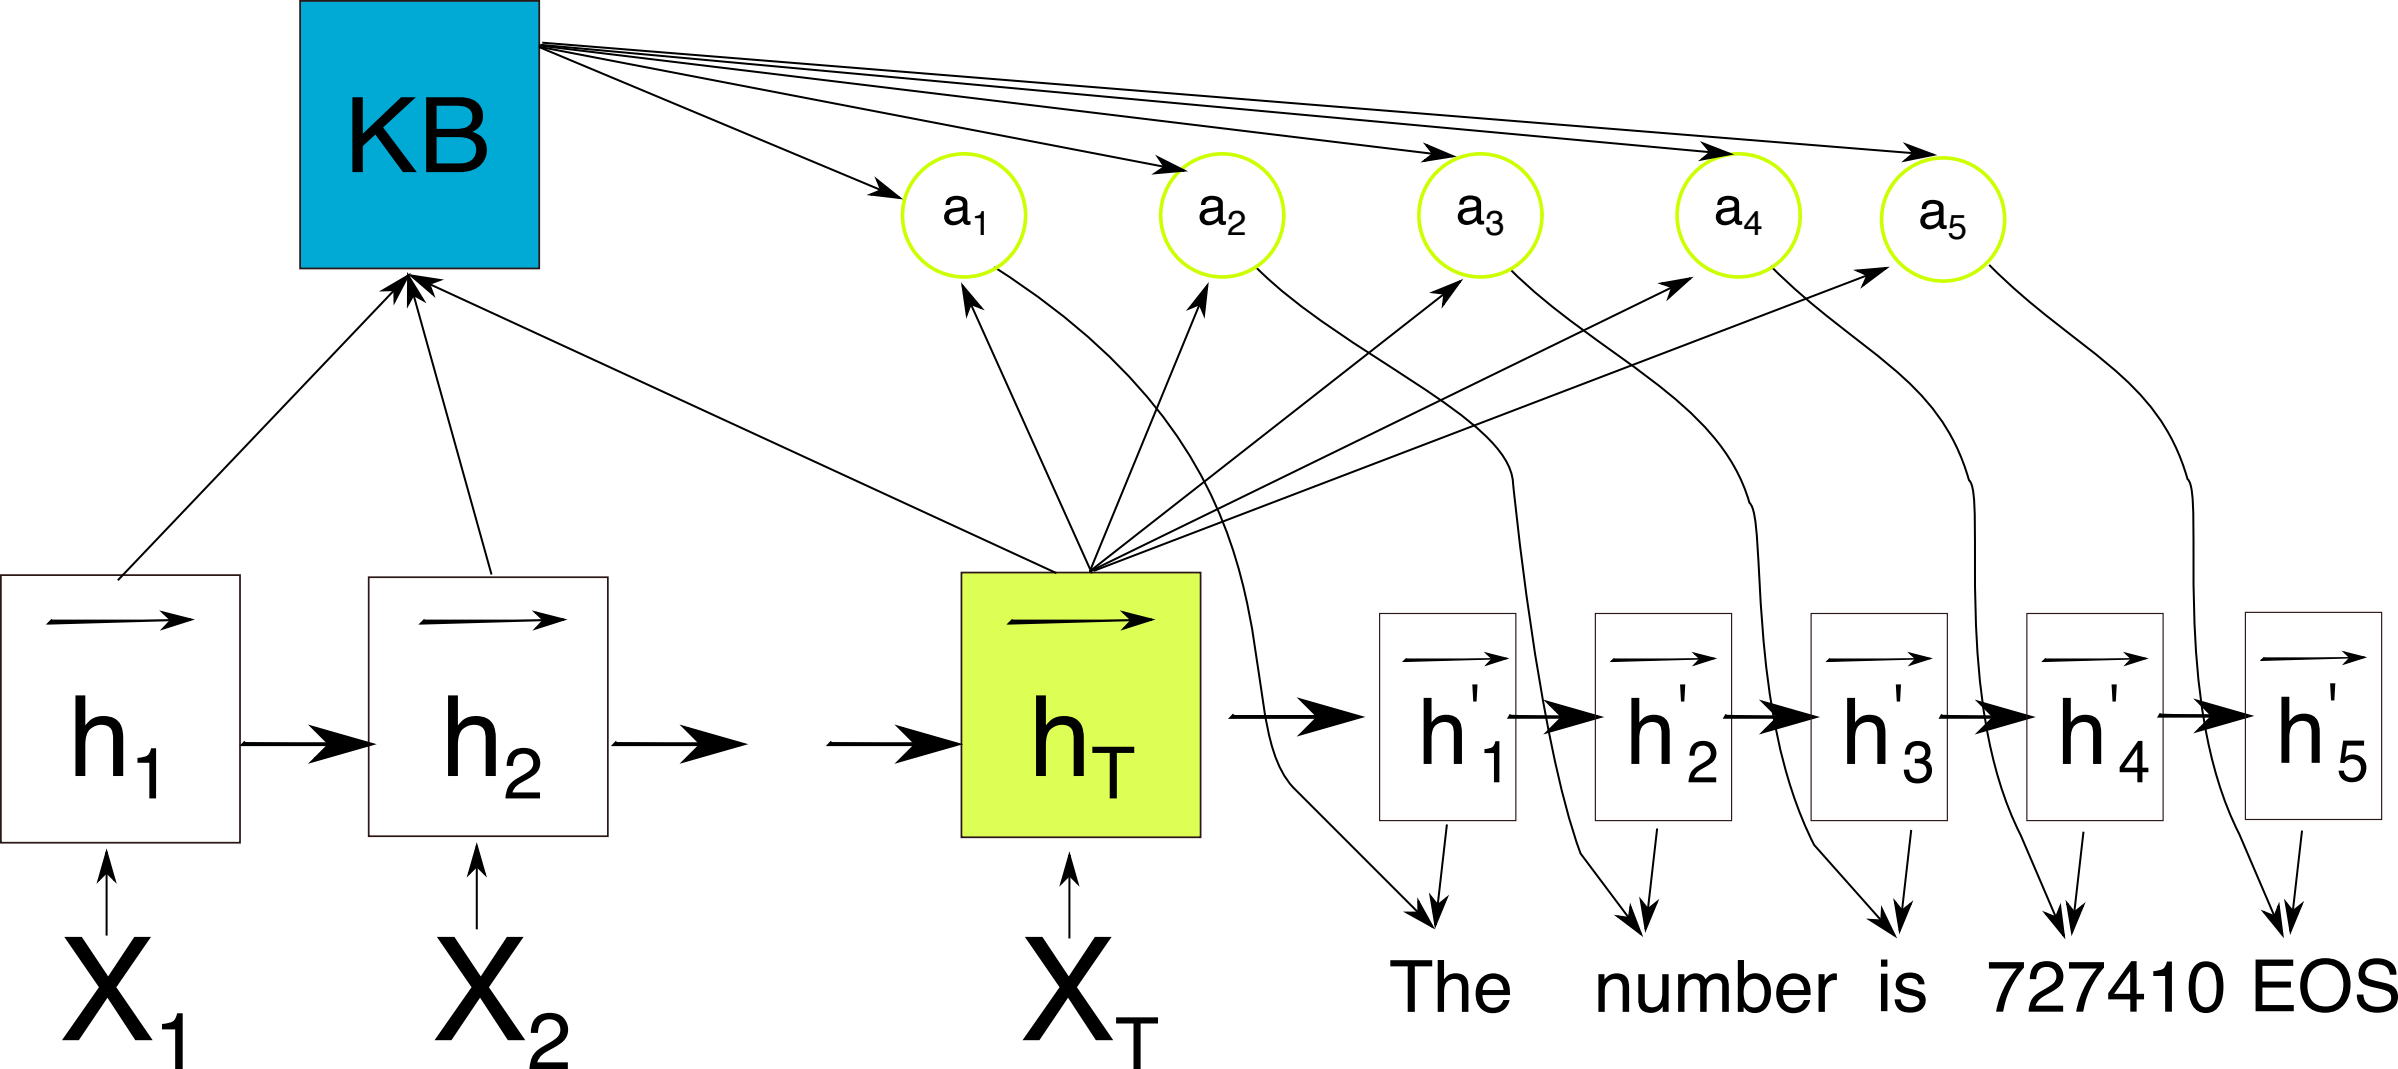 KB
a1 a2 a3 a4 a5
h1 h2 hT h'1 h'2 h'3 h'4 h'5
X1 X2 XT The number is 727410 EOS